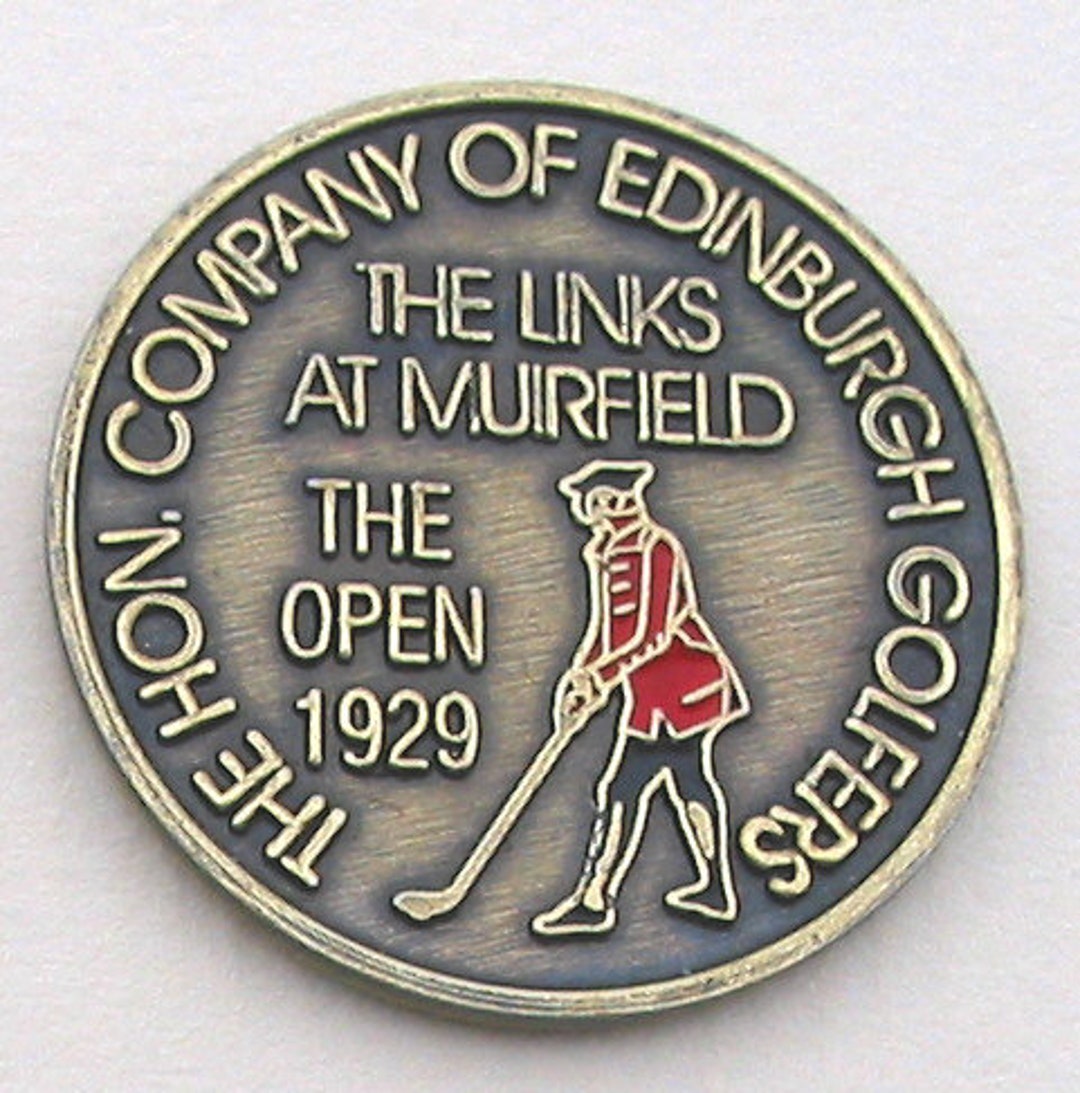 THE HON. COMPANY OF EDINBURGH GOLFERS
THE LINKS
AT MUIRFIELD
THE
OPEN
1929